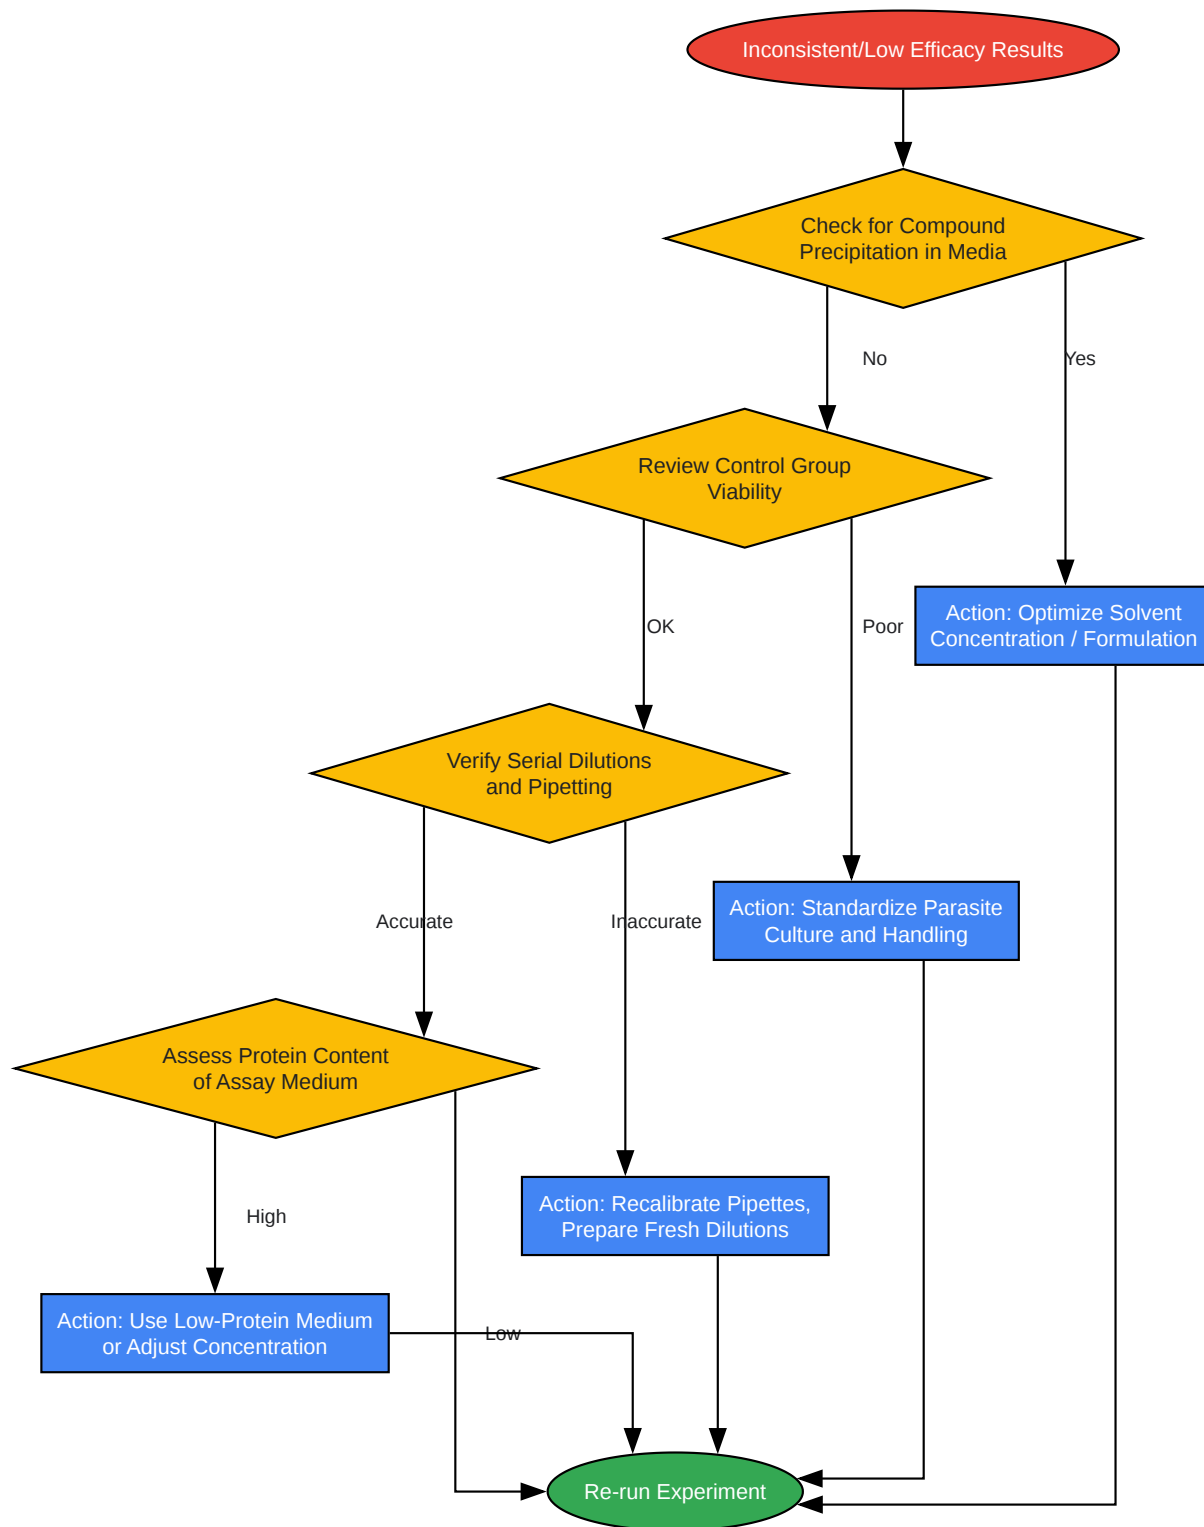 Inconsistent/Low Efficacy Results
Check for Compound
Precipitation in Media
No
Yes
Review Control Group
Viability
Action: Optimize Solvent
Concentration / Formulation
OK
Poor
Verify Serial Dilutions
and Pipetting
Accurate
Inaccurate
Action: Standardize Parasite
Culture and Handling
Assess Protein Content
of Assay Medium
High
Action: Recalibrate Pipettes,
Prepare Fresh Dilutions
Action: Use Low-Protein Medium
or Adjust Concentration
Low
Re-run Experiment